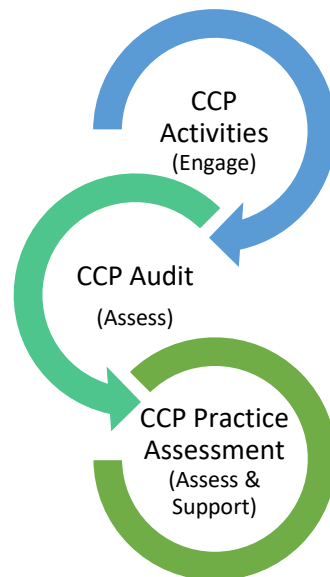 CCP
Activities
(Engage)
CCP Audit
(Assess)
CCP Practice
Assessment
(Assess &
Support)